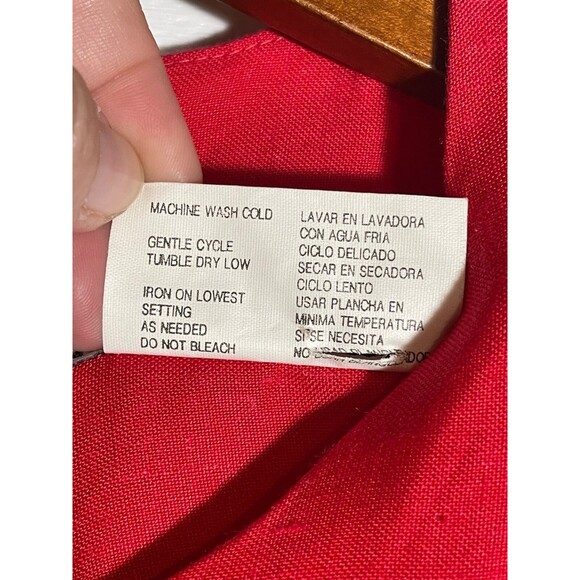 MACHINE WASH COLD
GENTLE CYCLE
TUMBLE DRY LOW
IRON ON LOWEST
SETTING
AS NEEDED
DO NOT BLEACH
LAVAR EN LAVADORA
CON AGUA FRIA
CICLO DELICADO
SECAR EN SECADORA
CICLO LENTO
USAR PLANCHA EN
MINIMA TEMPERATURA
SI SE NECESITA
NO